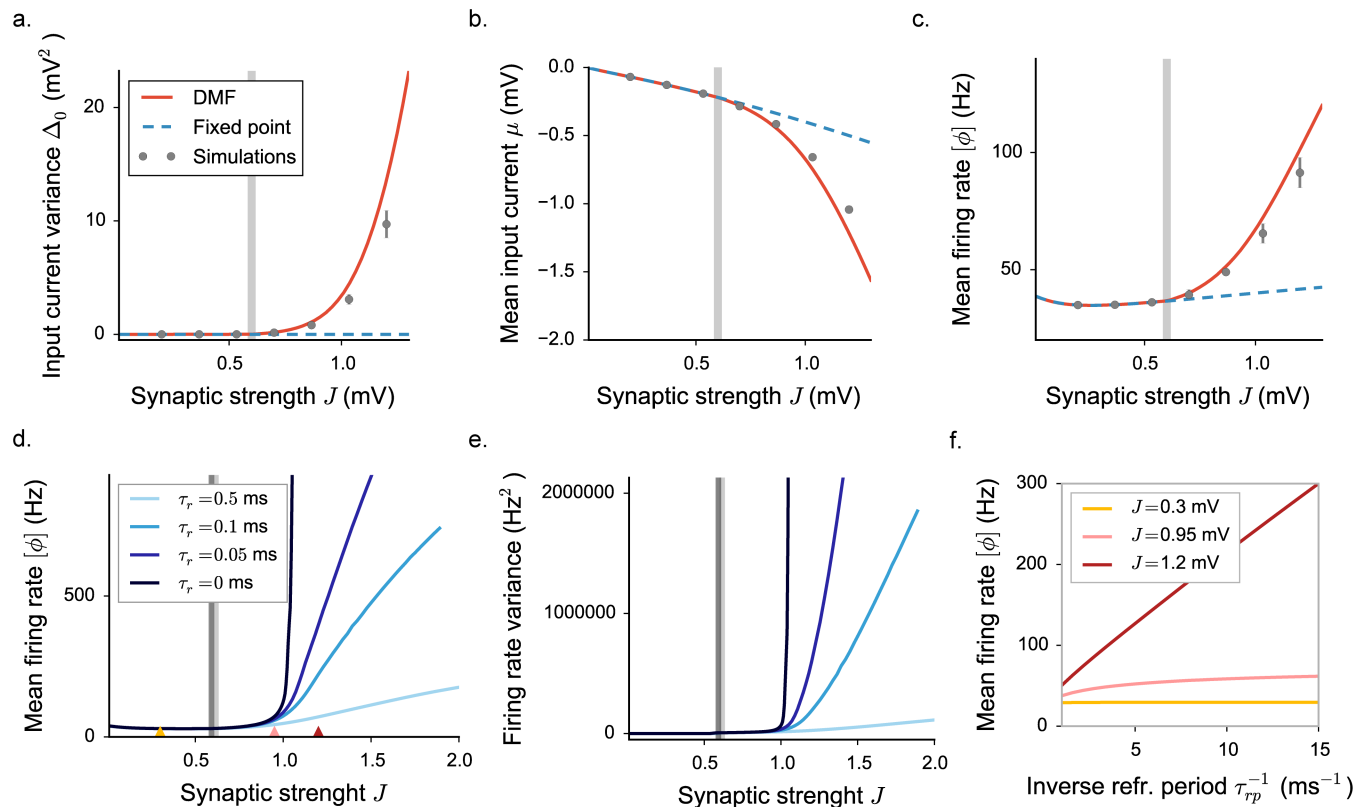 a.
Input current variance Δ₀ (mV²)
20
10
0
DMF
Fixed point
Simulations
0.5
1.0
Synaptic strength J (mV)
b.
Mean input current μ (mV)
0.0
−0.5
−1.0
−1.5
−2.0
0.5
1.0
Synaptic strength J (mV)
c.
Mean firing rate [ϕ] (Hz)
100
50
0.5
1.0
Synaptic strength J (mV)
d.
Mean firing rate [ϕ] (Hz)
500
0
τᵣ=0.5 ms
τᵣ=0.1 ms
τᵣ=0.05 ms
τᵣ=0 ms
0.5
1.0
1.5
2.0
Synaptic strenght J
e.
Firing rate variance (Hz²)
2000000
1000000
0
0.5
1.0
1.5
2.0
Synaptic strenght J
f.
Mean firing rate [ϕ] (Hz)
300
200
100
0
J=0.3 mV
J=0.95 mV
J=1.2 mV
5
10
15
Inverse refr. period τ_{rp}^{−1} (ms⁻¹)